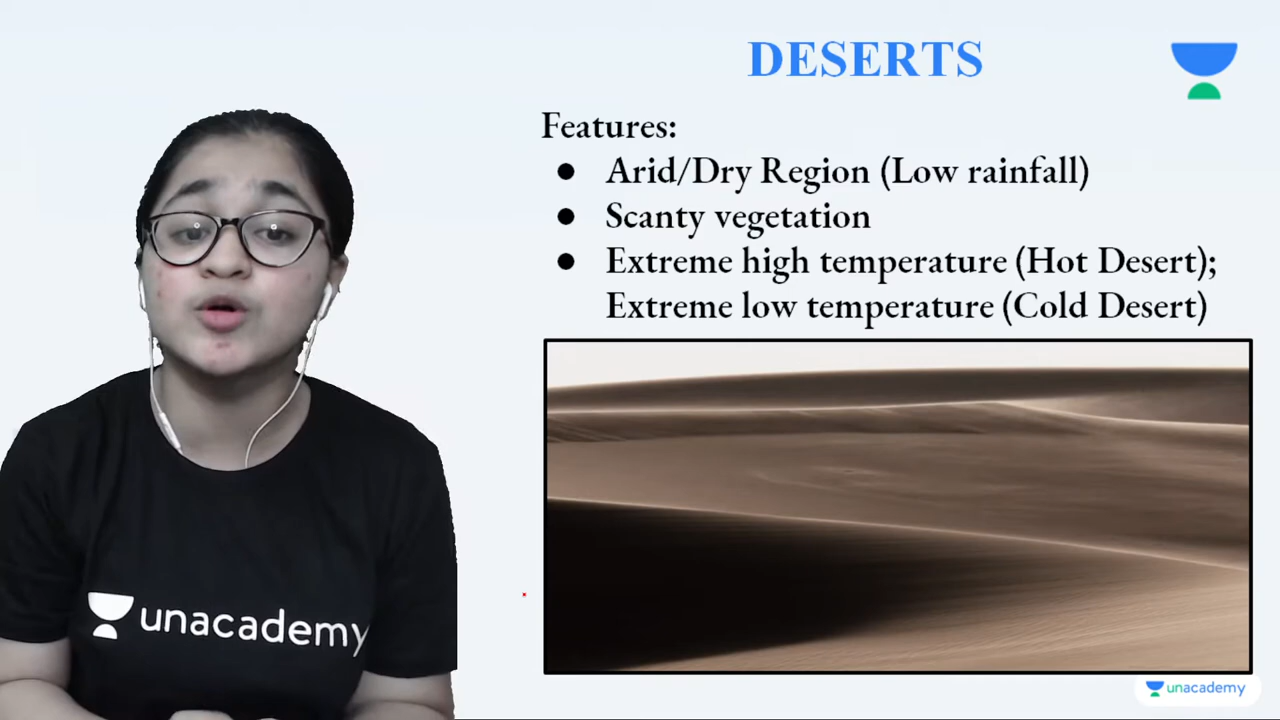 DESERTS
Features:
● Arid/Dry Region (Low rainfall)
● Scanty vegetation
● Extreme high temperature (Hot Desert);
Extreme low temperature (Cold Desert)
unacademy
unacademy